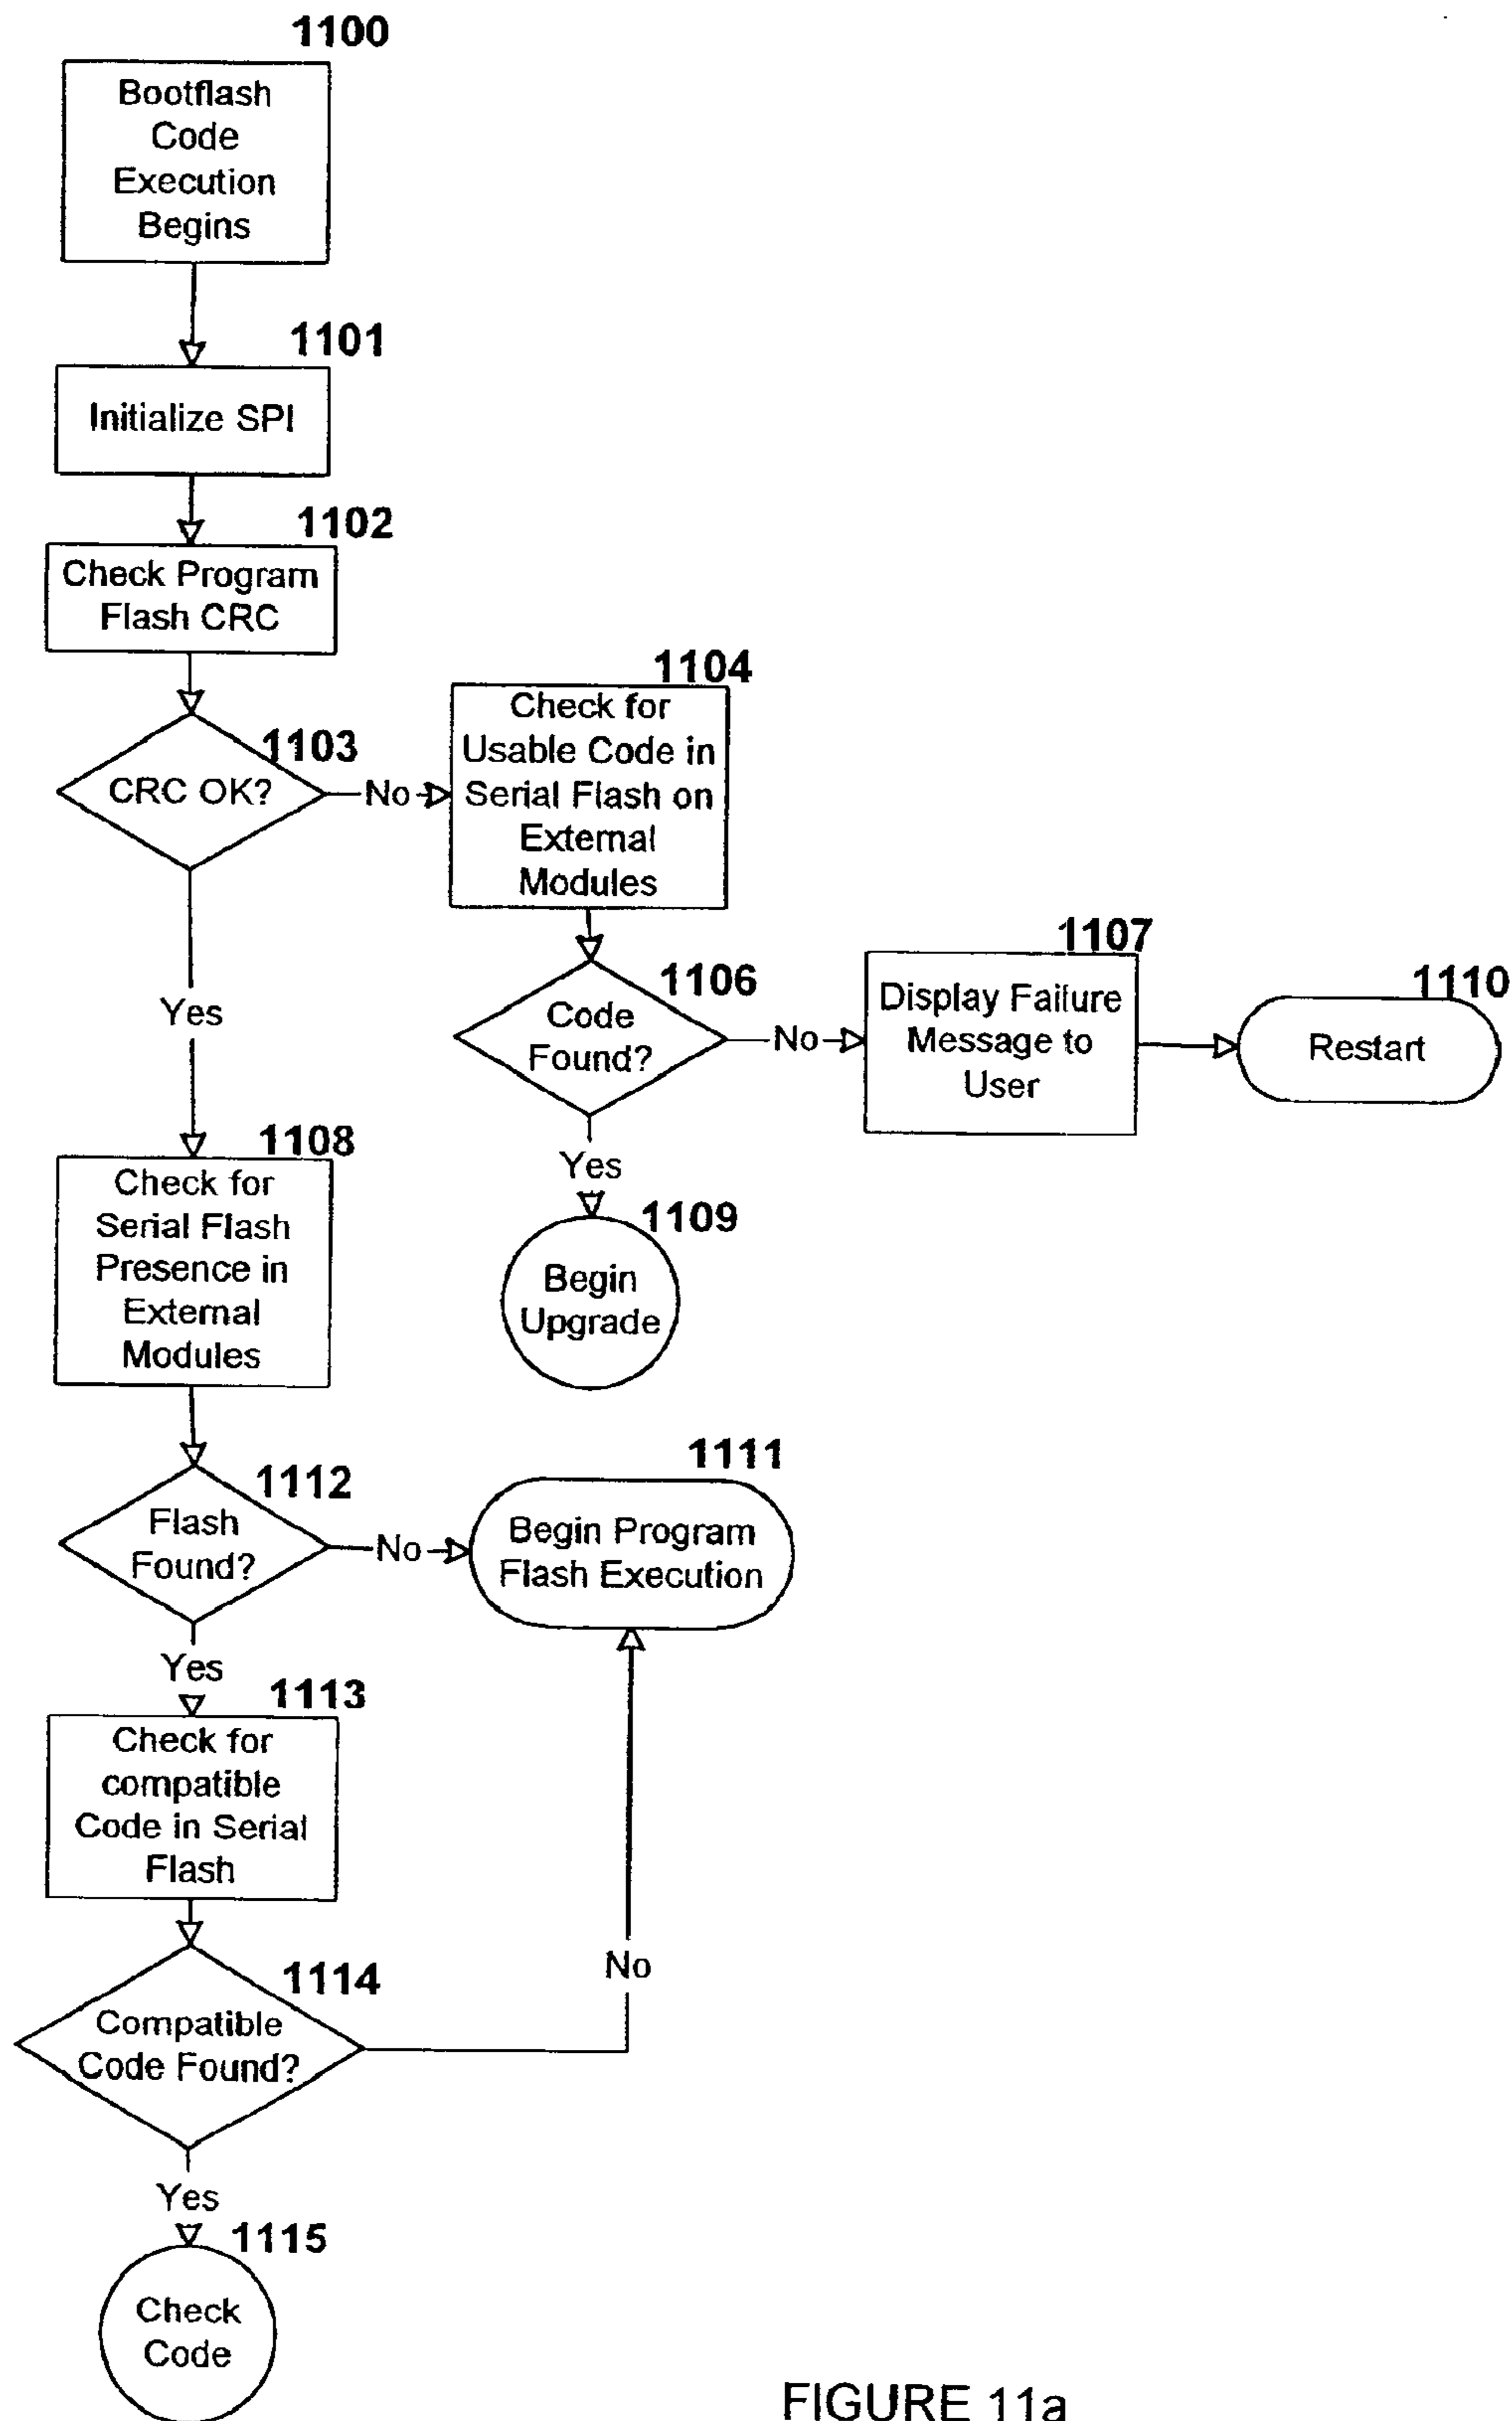 1100
Bootflash
Code
Execution
Begins
1101
Initialize SPI
1102
Check Program
Flash CRC
1103
CRC OK?
No
1104
Check for
Usable Code in
Serial Flash on
External
Modules
1106
Code
Found?
No
1107
Display Failure
Message to
User
1110
Restart
Yes
1109
Begin
Upgrade
Yes
1108
Check for
Serial Flash
Presence in
External
Modules
1112
Flash
Found?
No
1111
Begin Program
Flash Execution
Yes
1113
Check for
compatible
Code in Serial
Flash
1114
Compatible
Code Found?
No
Yes
1115
Check
Code
FIGURE 11a